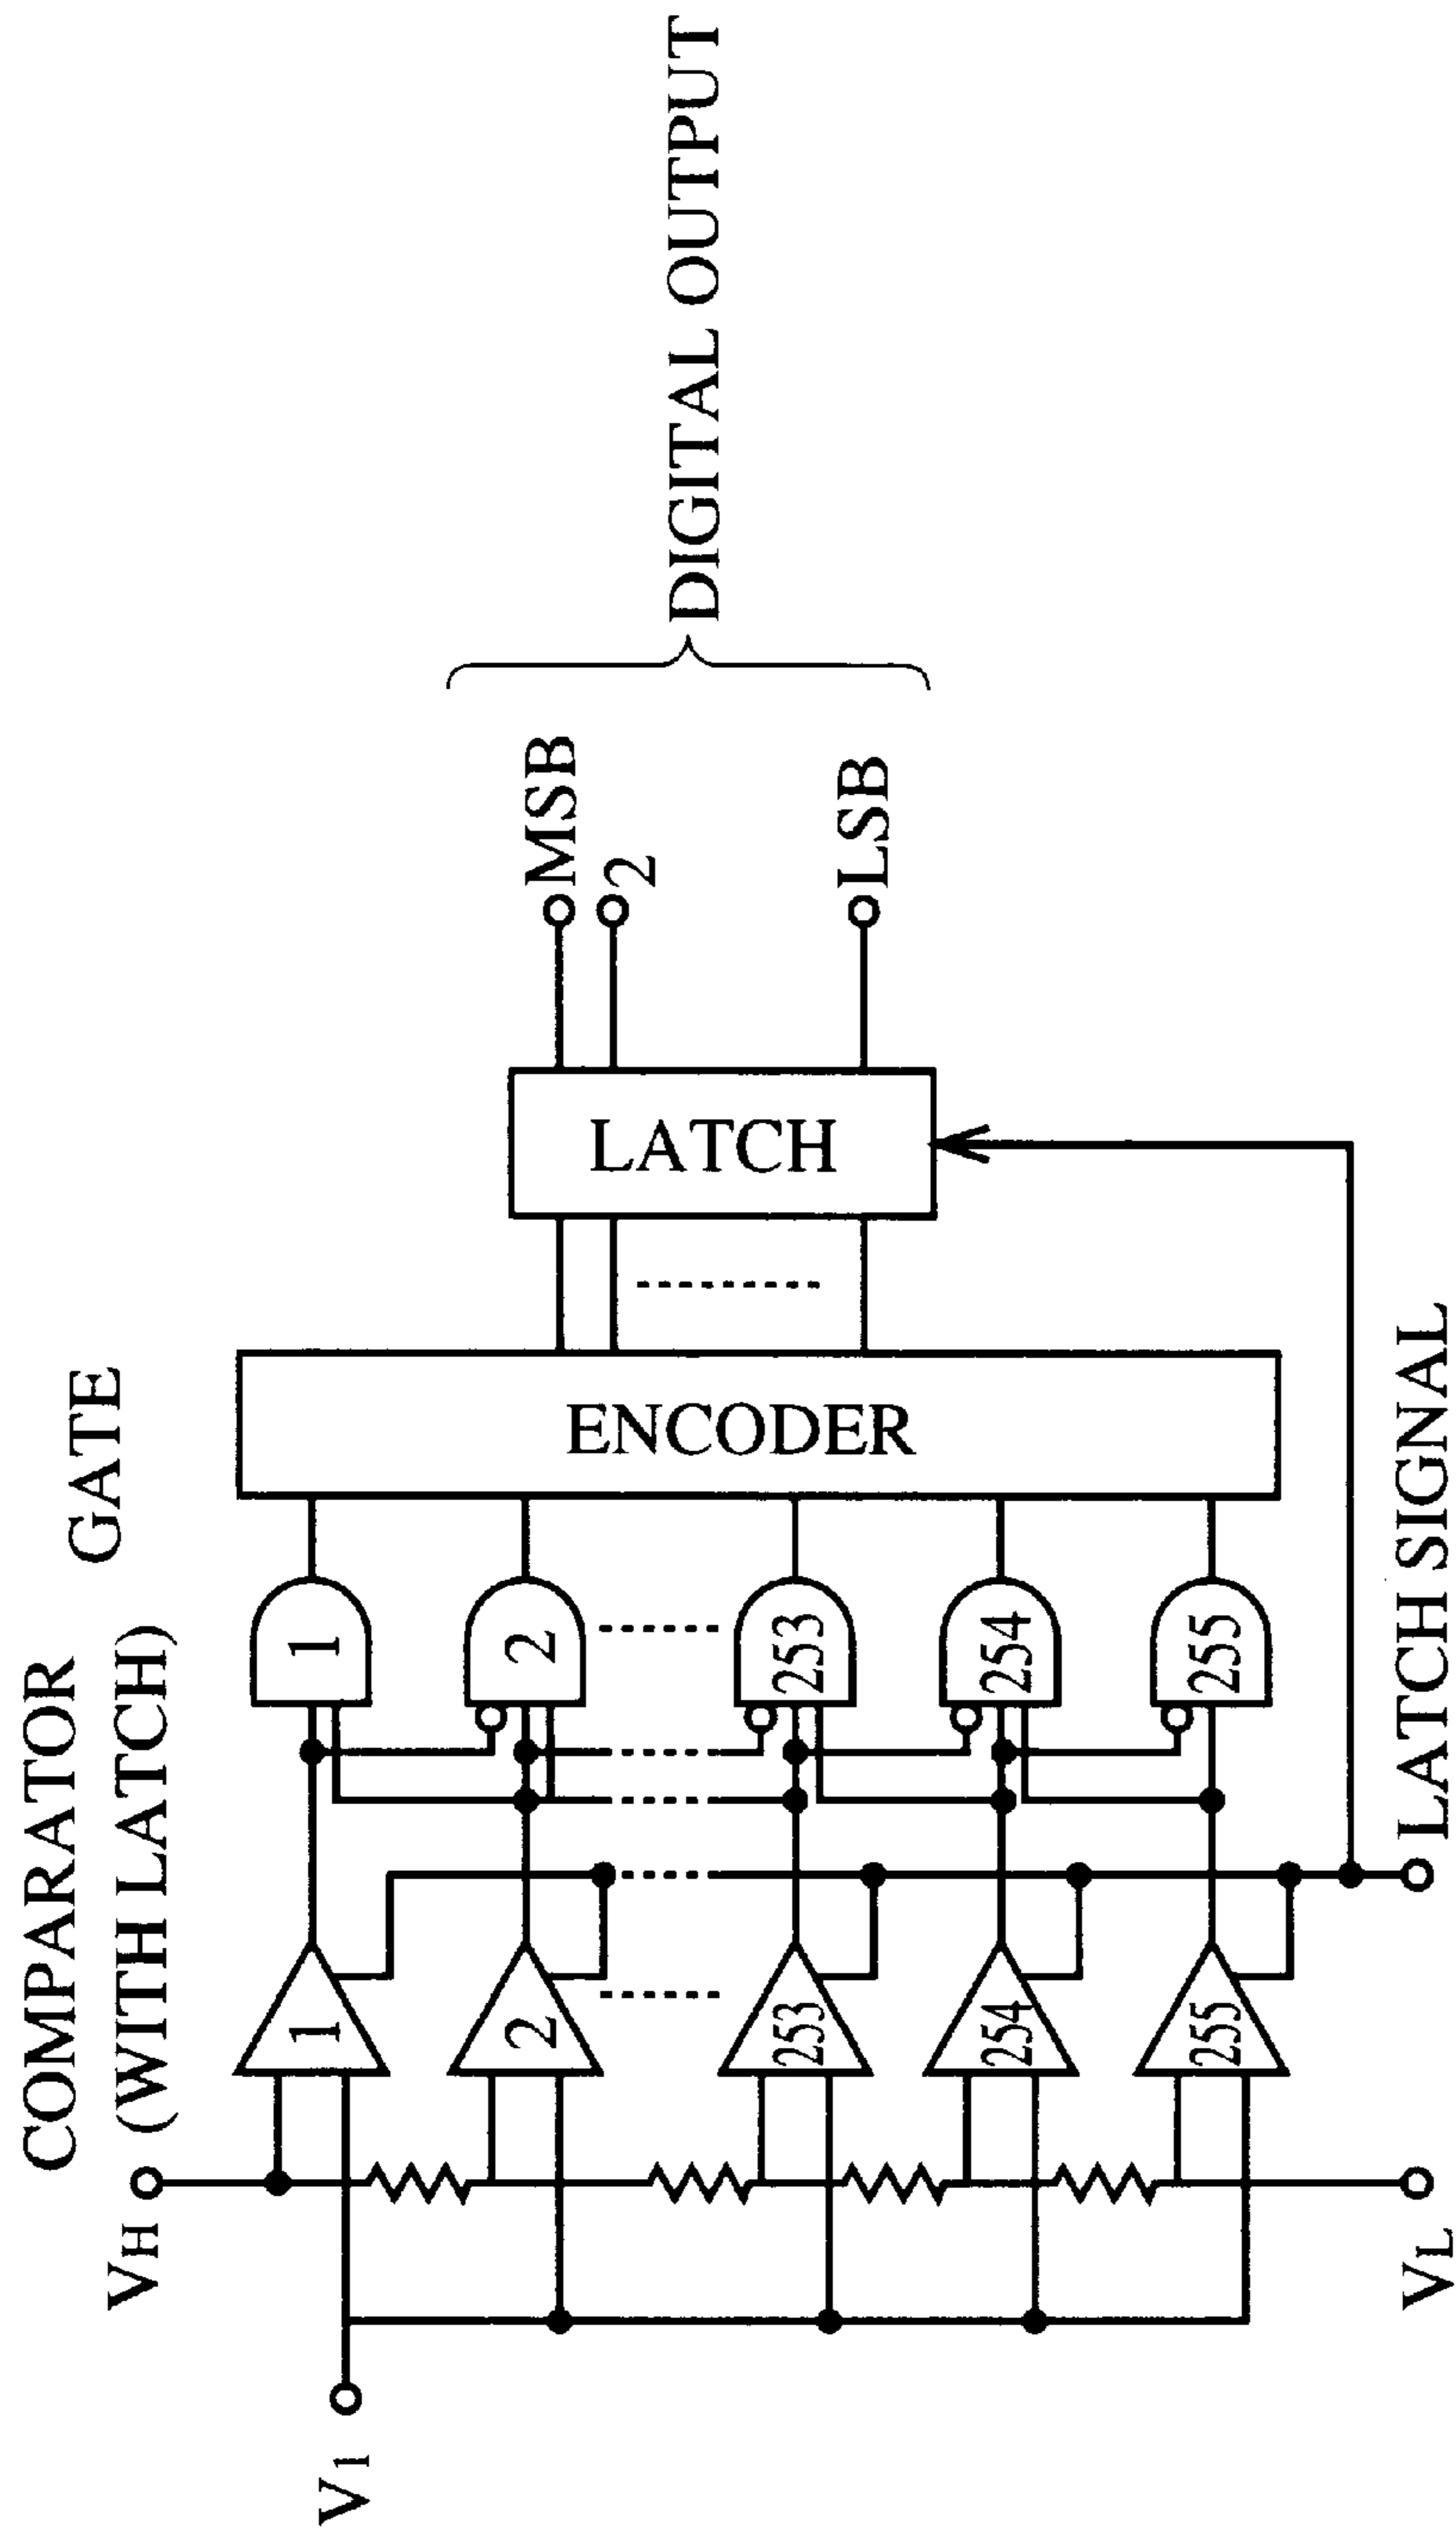 COMPARATOR
(WITH LATCH)
GATE
VH
V1
1
2
253
254
255
1
2
253
254
255
ENCODER
LATCH
MSB
2
LSB
DIGITAL OUTPUT
VL
LATCH SIGNAL